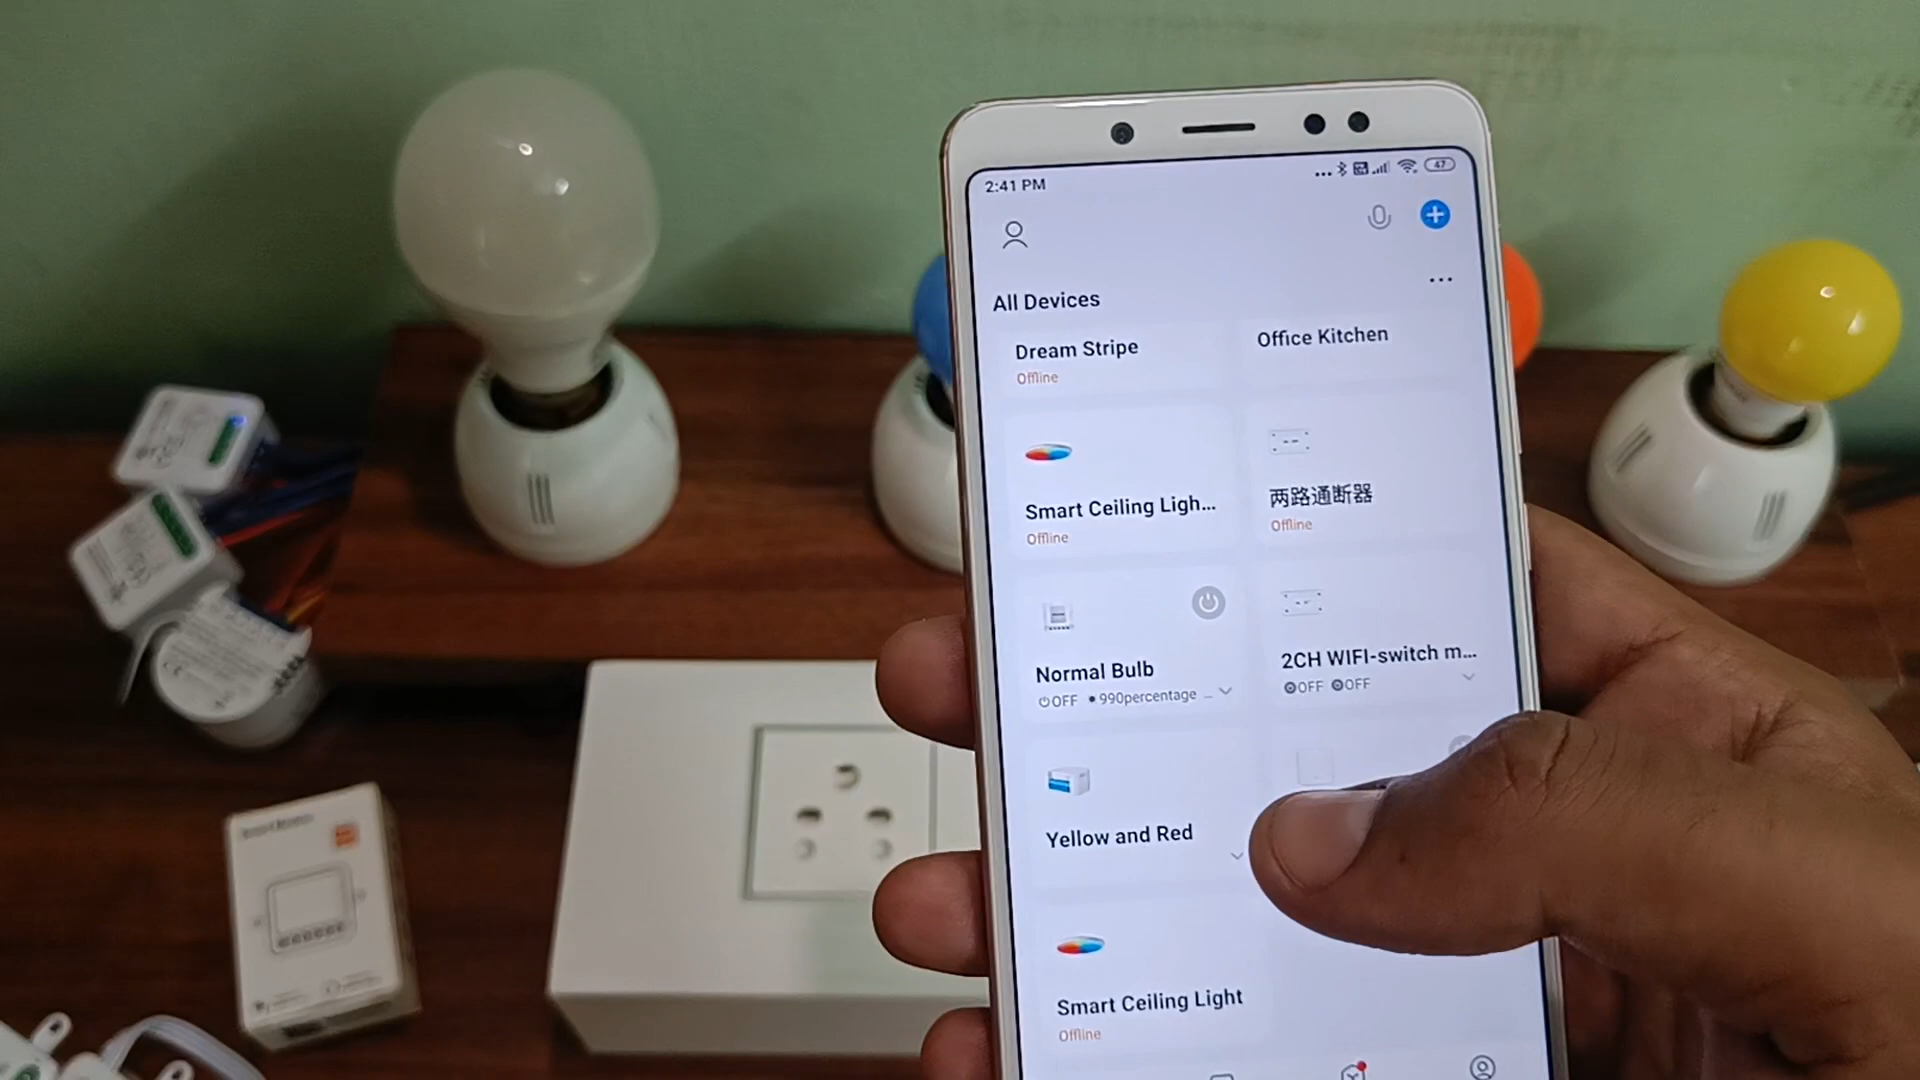 2:41 PM
47
All Devices
Dream Stripe
Offline
Office Kitchen
Smart Ceiling Ligh...
Offline
两路通断器
Offline
Normal Bulb
OFF 990percentage ...
2CH WIFI-switch m...
OFF OFF
Yellow and Red
Smart Ceiling Light
Offline